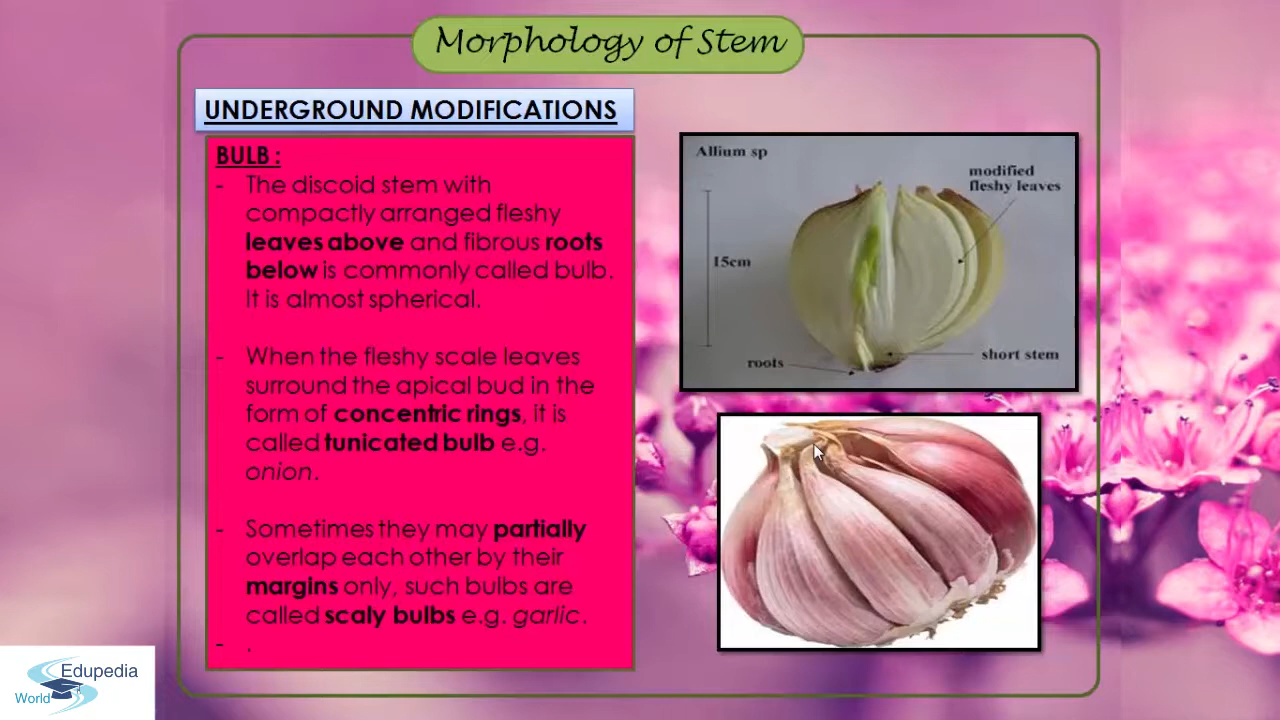 Morphology of Stem
UNDERGROUND MODIFICATIONS
BULB :
- The discoid stem with
compactly arranged fleshy
leaves above and fibrous roots
below is commonly called bulb.
It is almost spherical.
- When the fleshy scale leaves
surround the apical bud in the
form of concentric rings, it is
called tunicated bulb e.g.
onion.
- Sometimes they may partially
overlap each other by their
margins only, such bulbs are
called scaly bulbs e.g. garlic.
- .
Allium sp
modified
fleshy leaves
15cm
short stem
roots
Edupedia
World